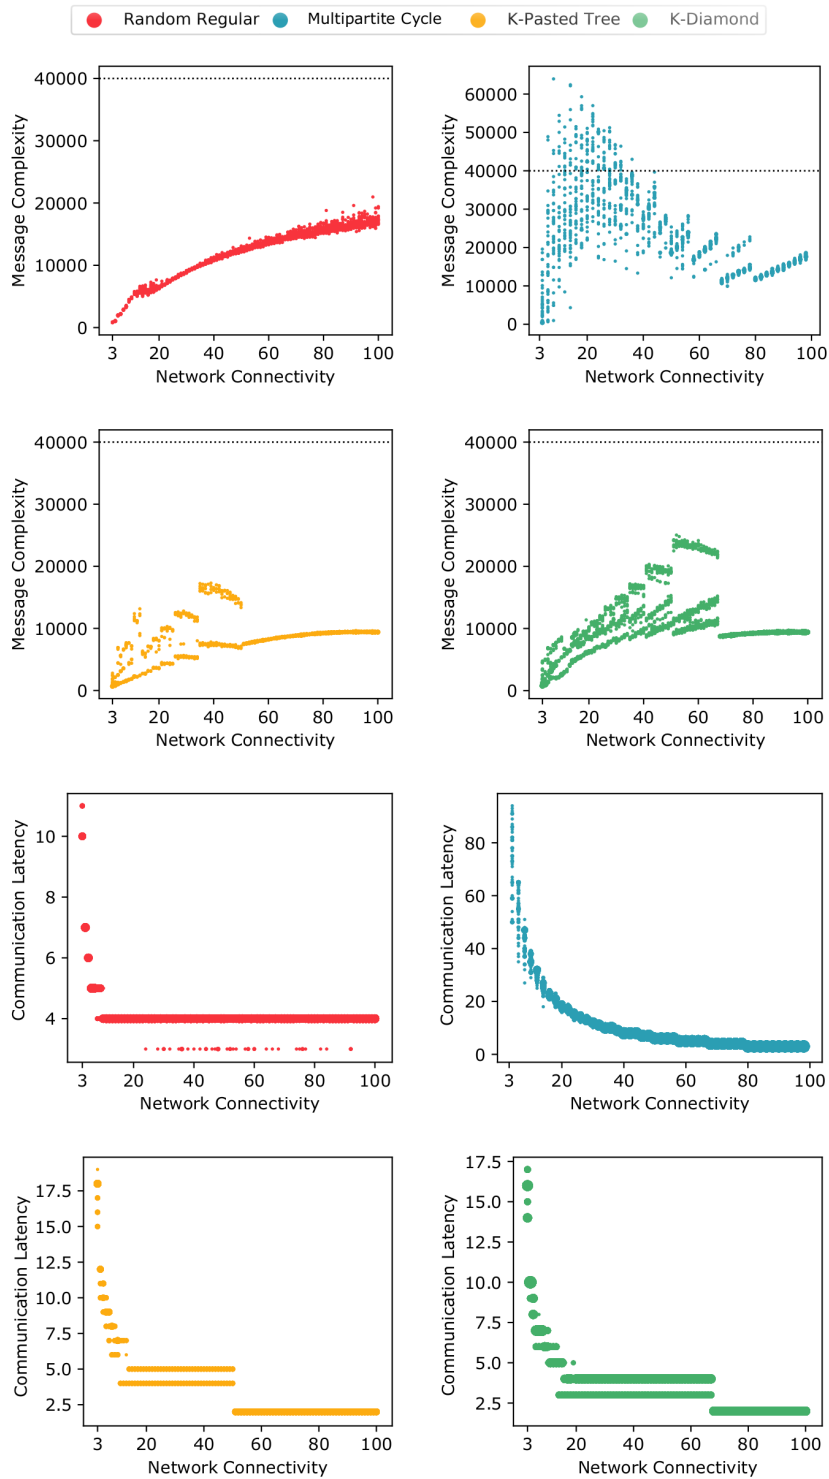 Random Regular Multipartite Cycle K-Pasted Tree K-Diamond
40000
30000
20000
10000
0
Message Complexity
3 20 40 60 80 100
Network Connectivity
60000
50000
40000
30000
20000
10000
0
Message Complexity
3 20 40 60 80 100
Network Connectivity
40000
30000
20000
10000
0
Message Complexity
3 20 40 60 80 100
Network Connectivity
40000
30000
20000
10000
0
Message Complexity
3 20 40 60 80 100
Network Connectivity
10
8
6
4
Communication Latency
3 20 40 60 80 100
Network Connectivity
80
60
40
20
0
Communication Latency
3 20 40 60 80 100
Network Connectivity
17.5
15.0
12.5
10.0
7.5
5.0
2.5
Communication Latency
3 20 40 60 80 100
Network Connectivity
17.5
15.0
12.5
10.0
7.5
5.0
2.5
Communication Latency
3 20 40 60 80 100
Network Connectivity